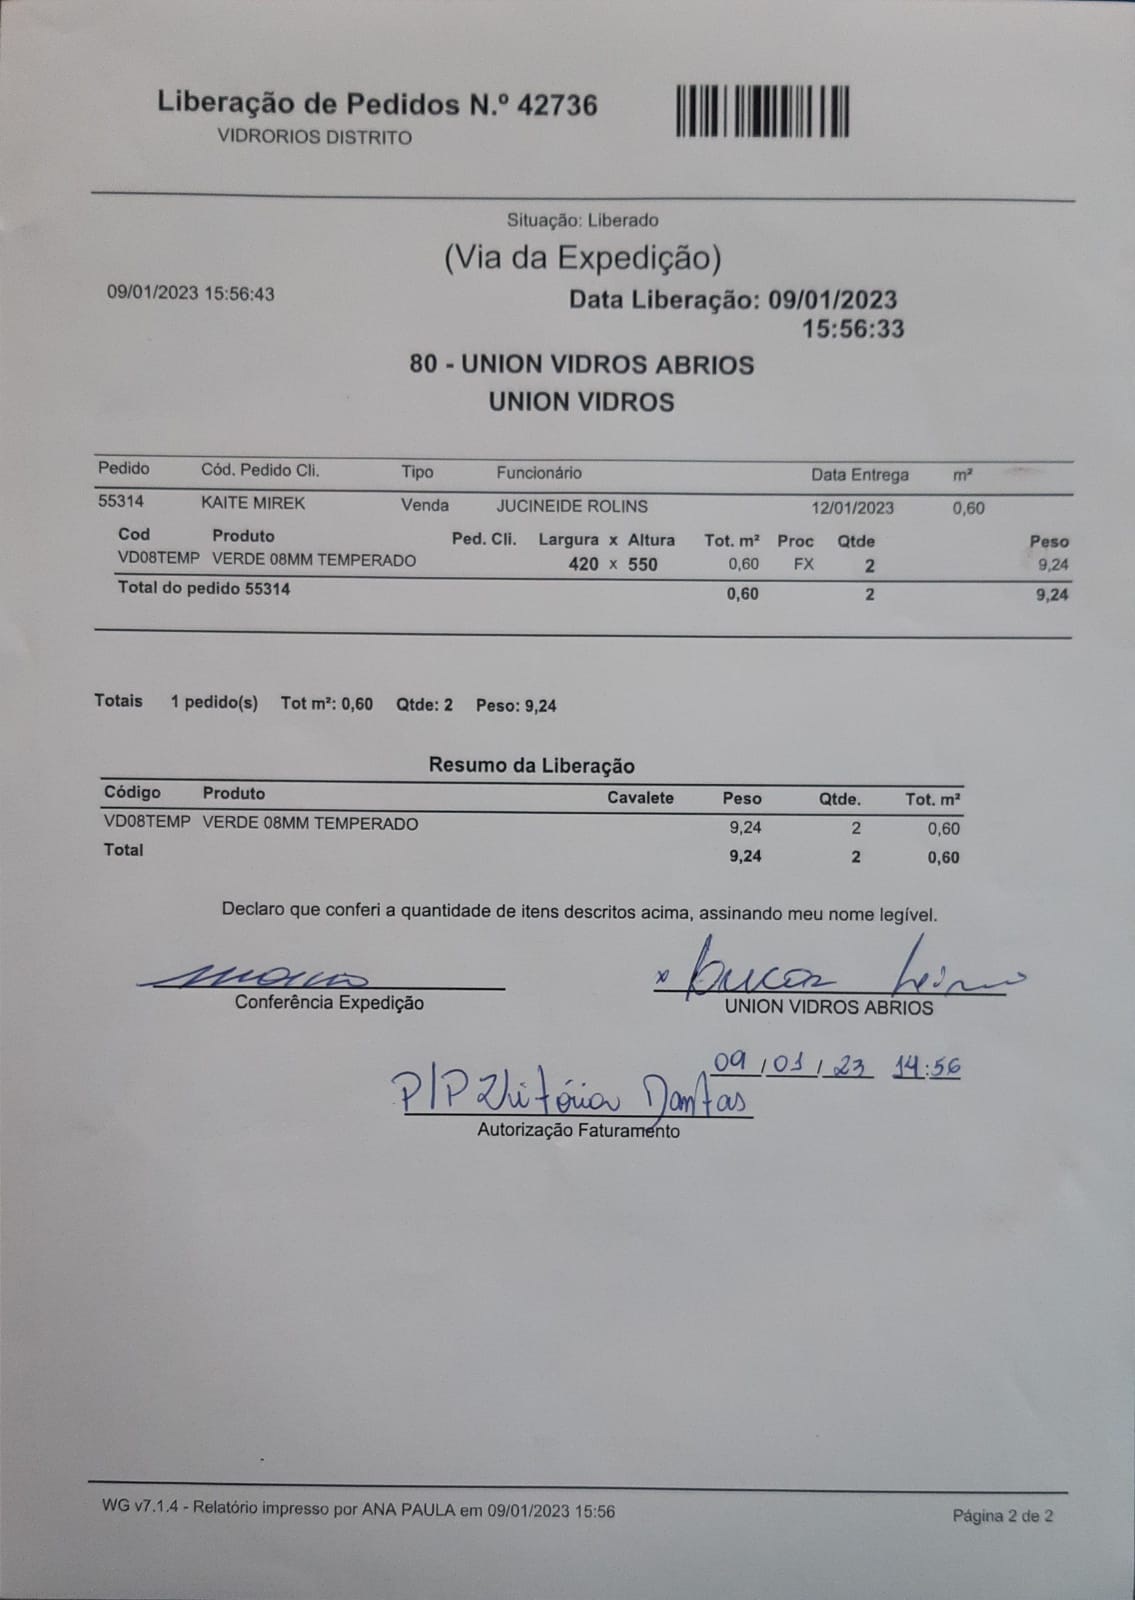 Liberação de Pedidos N.º 42736
VIDRORIOS DISTRITO
Situação: Liberado
(Via da Expedição)
09/01/2023 15:56:43
Data Liberação: 09/01/2023
15:56:33
80 - UNION VIDROS ABRIOS
UNION VIDROS
Pedido Cód. Pedido Cli. Tipo Funcionário Data Entrega m²
55314 KAITE MIREK Venda JUCINEIDE ROLINS 12/01/2023 0,60
Cod Produto Ped. Cli. Largura x Altura Tot. m² Proc Qtde Peso
VD08TEMP VERDE 08MM TEMPERADO 420 x 550 0,60 FX 2 9,24
Total do pedido 55314 0,60 2 9,24
Totais 1 pedido(s) Tot m²: 0,60 Qtde: 2 Peso: 9,24
Resumo da Liberação
Código Produto Cavalete Peso Qtde. Tot. m²
VD08TEMP VERDE 08MM TEMPERADO 9,24 2 0,60
Total 9,24 2 0,60
Declaro que conferi a quantidade de itens descritos acima, assinando meu nome legível.
Conferência Expedição
UNION VIDROS ABRIOS
09/01/23 14:56
P/P Vitória Dantas
Autorização Faturamento
WG v7.1.4 - Relatório impresso por ANA PAULA em 09/01/2023 15:56
Página 2 de 2